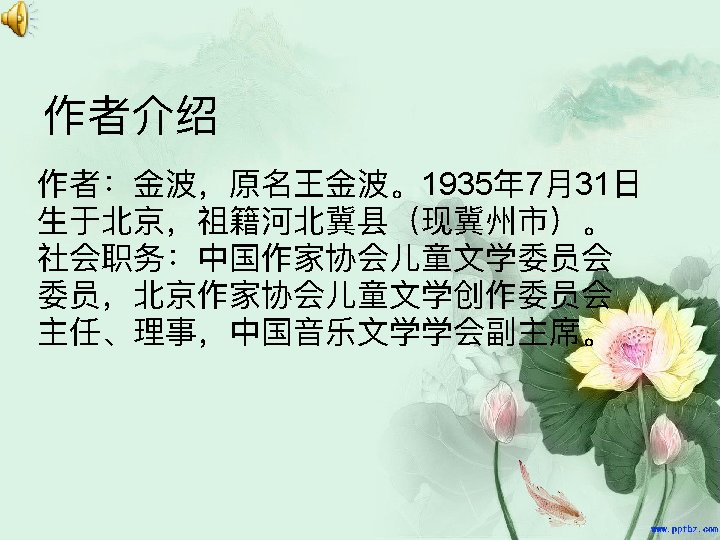 作者介绍
作者：金波，原名王金波。1935年7月31日
生于北京，祖籍河北冀县（现冀州市）。
社会职务：中国作家协会儿童文学委员会
委员，北京作家协会儿童文学创作委员会
主任、理事，中国音乐文学学会副主席。
www.pptbz.com